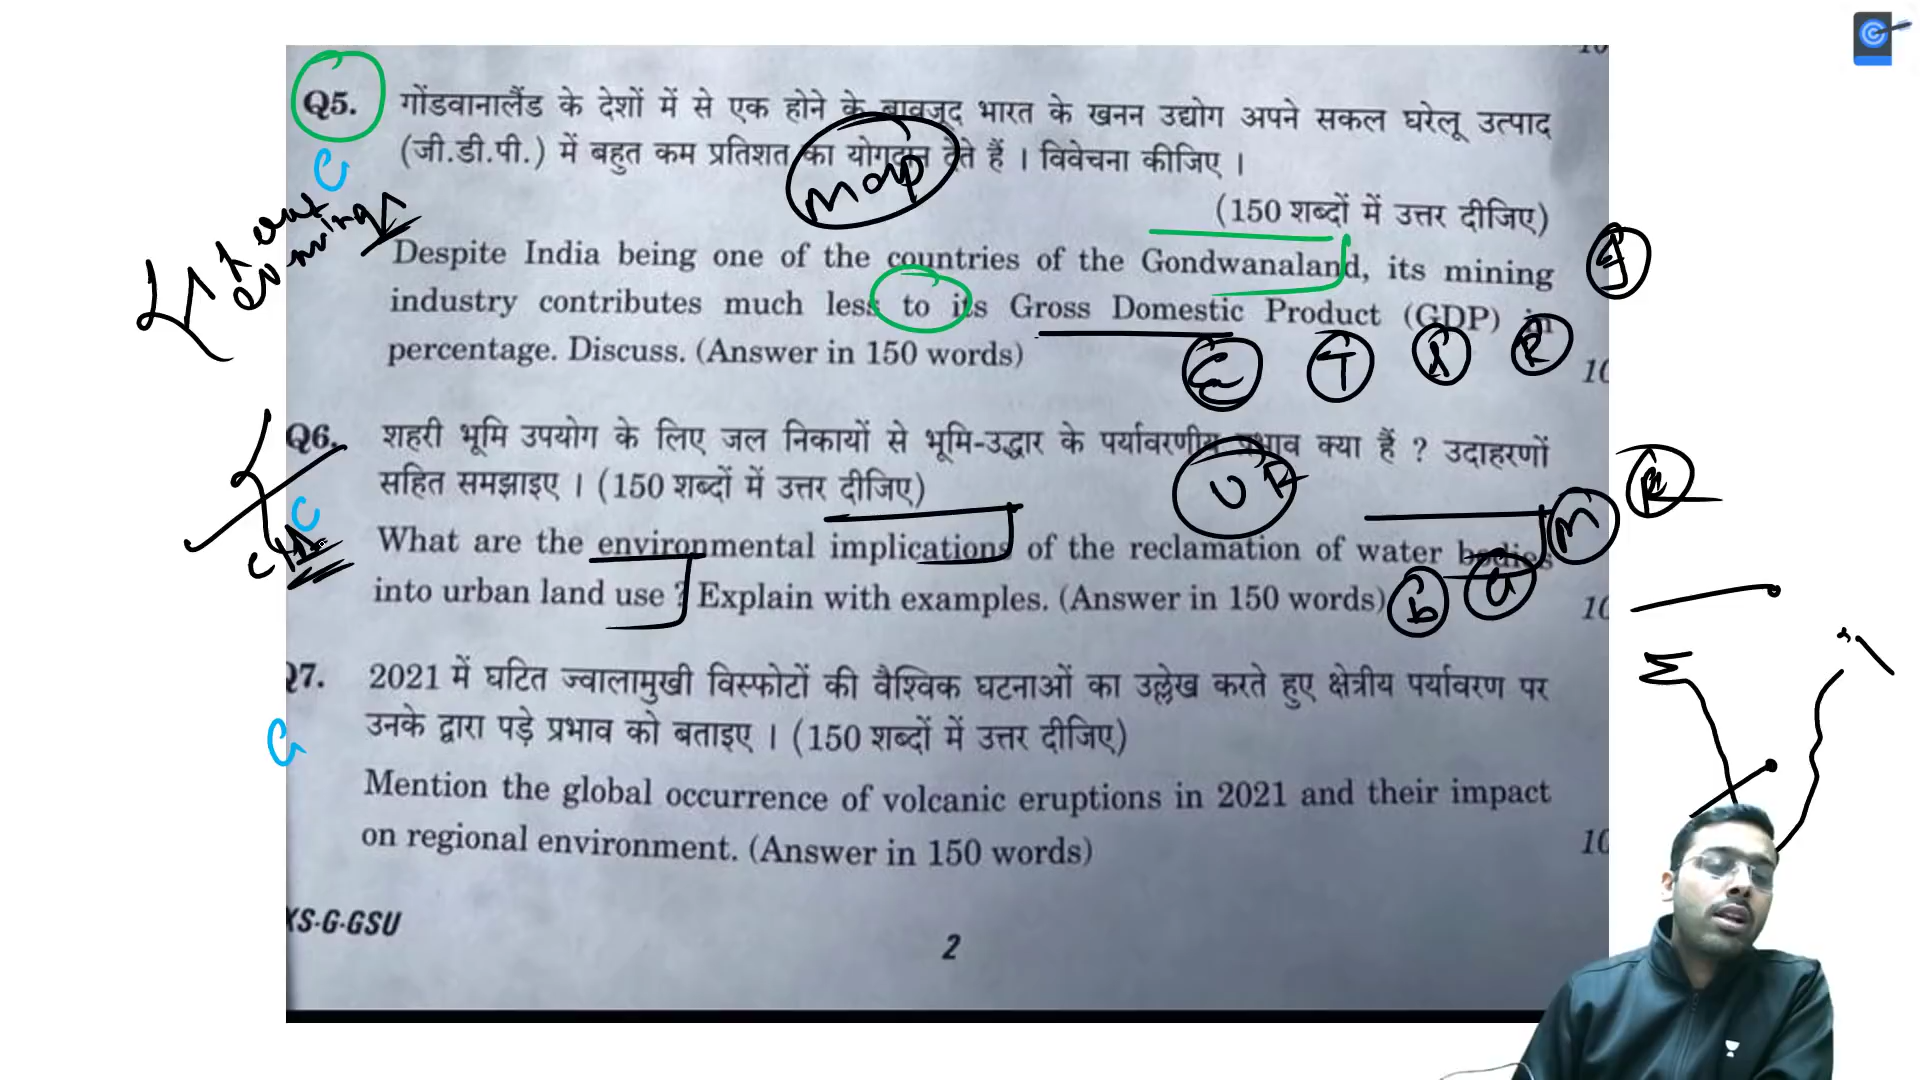 Q5. गोंडवानालैंड के देशों में से एक होने के बावजूद भारत के खनन उद्योग अपने सकल घरेलू उत्पाद
(जी.डी.पी.) में बहुत कम प्रतिशत का योगदान देते हैं । विवेचना कीजिए ।
map
(150 शब्दों में उत्तर दीजिए)
Despite India being one of the countries of the Gondwanaland, its mining
industry contributes much less to its Gross Domestic Product (GDP) in
percentage. Discuss. (Answer in 150 words)
10
Q6. शहरी भूमि उपयोग के लिए जल निकायों से भूमि-उद्धार के पर्यावरणीय प्रभाव क्या हैं ? उदाहरणों
सहित समझाइए । (150 शब्दों में उत्तर दीजिए)
What are the environmental implications of the reclamation of water bodies
into urban land use ? Explain with examples. (Answer in 150 words)
10
Q7. 2021 में घटित ज्वालामुखी विस्फोटों की वैश्विक घटनाओं का उल्लेख करते हुए क्षेत्रीय पर्यावरण पर
उनके द्वारा पड़े प्रभाव को बताइए । (150 शब्दों में उत्तर दीजिए)
Mention the global occurrence of volcanic eruptions in 2021 and their impact
on regional environment. (Answer in 150 words)
10
KS-G-GSU
2